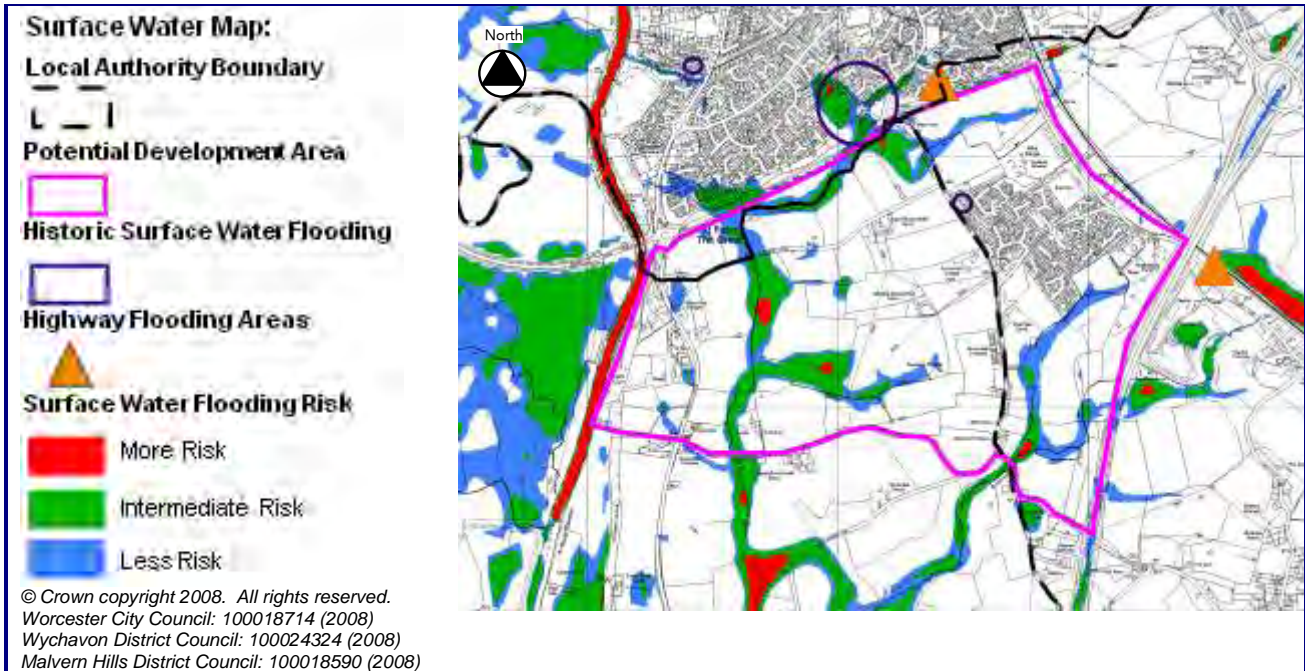 Surface Water Map:
Local Authority Boundary
Potential Development Area
Historic Surface Water Flooding
Highway Flooding Areas
Surface Water Flooding Risk
More Risk
Intermediate Risk
Less Risk
© Crown copyright 2008. All rights reserved.
Worcester City Council: 100018714 (2008)
Wychavon District Council: 100024324 (2008)
Malvern Hills District Council: 100018590 (2008)
North